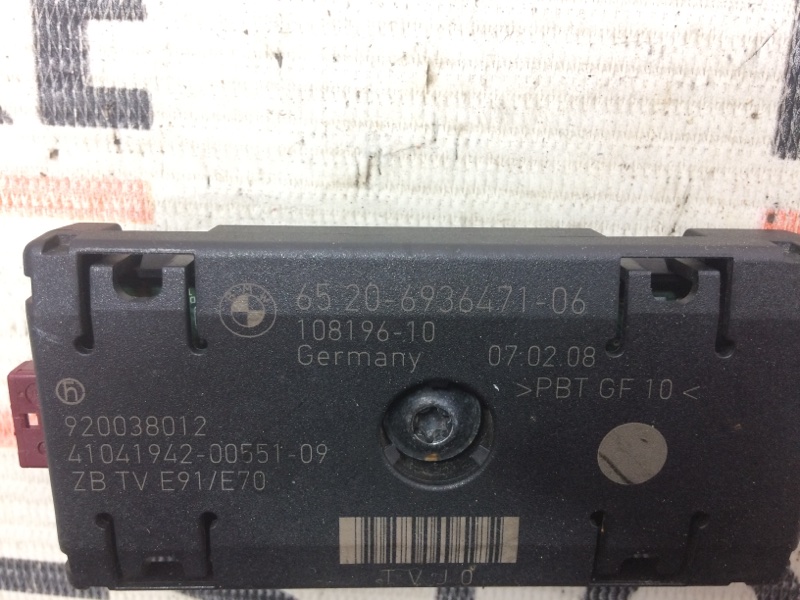 65.20-6936471-06
108196-10
Germany 07.02.08
>PBT GF 10<
h
920038012
41041942-00551-09
ZB TV E91/E70
TVJ0